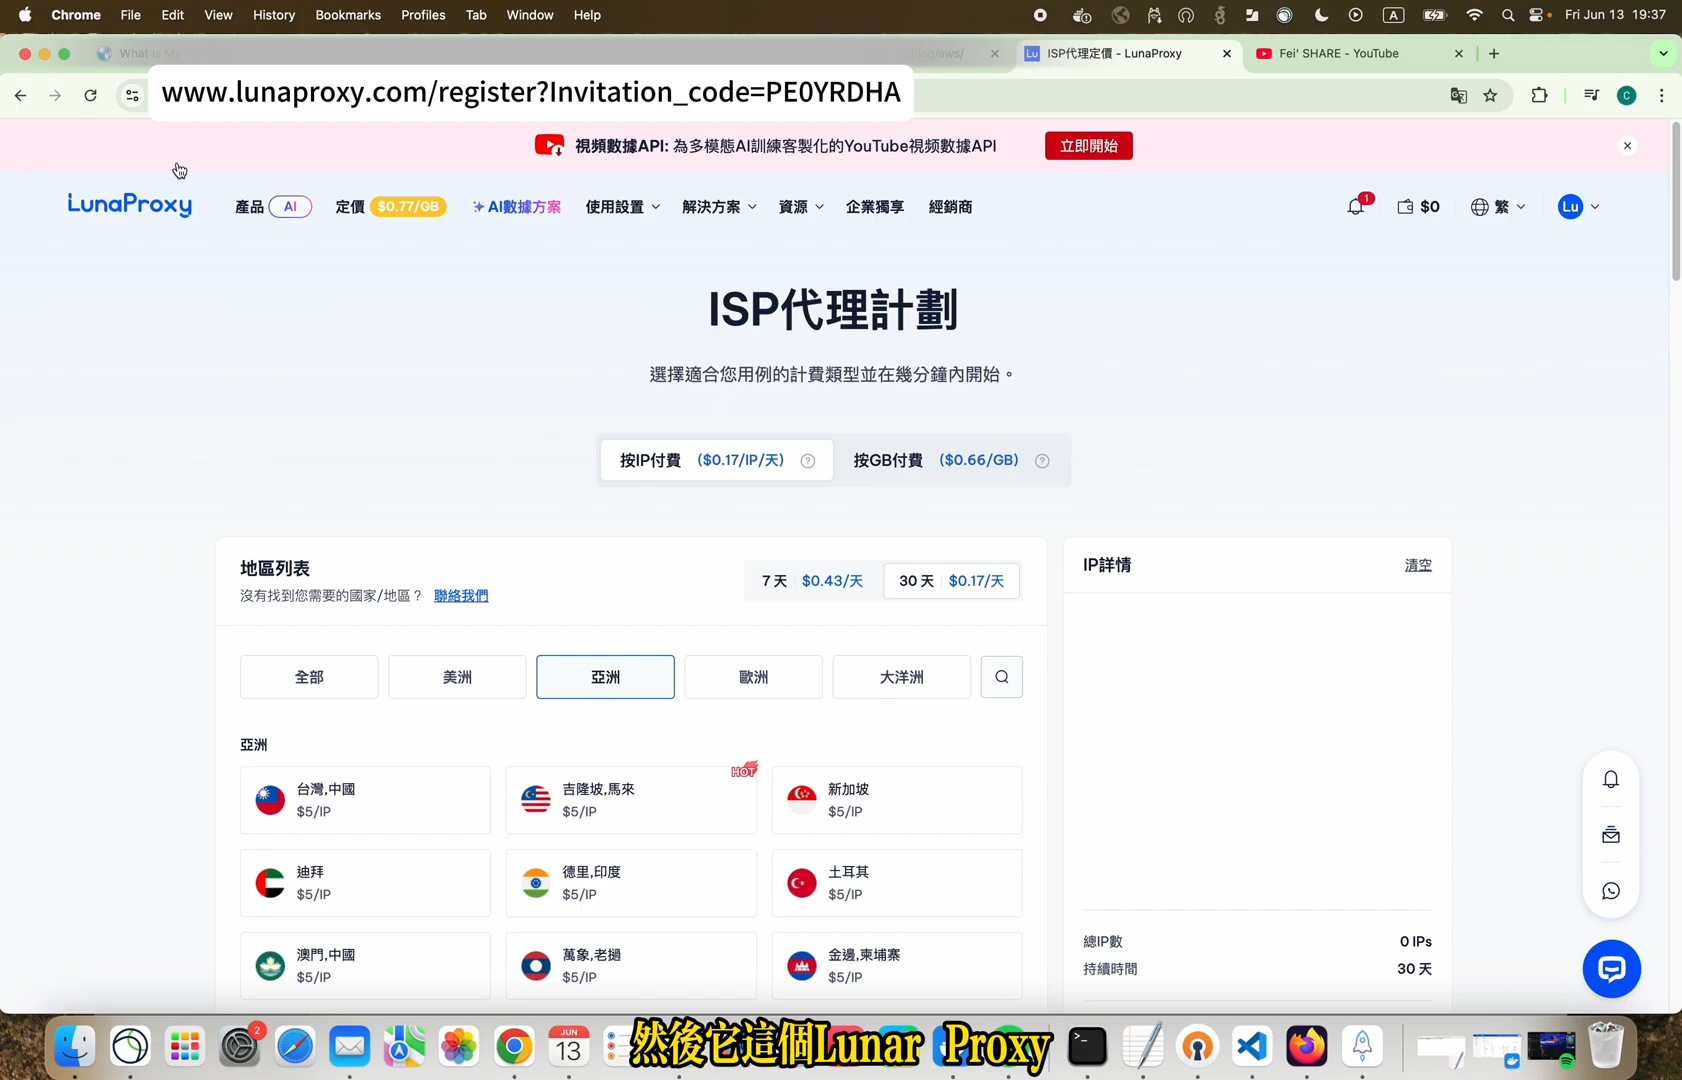 Chrome File Edit View History Bookmarks Profiles Tab Window Help
A Fri Jun 13 19:37
What Is My
blog/aws/
Lu ISP代理定價 - LunaProxy
Fei' SHARE - YouTube
www.lunaproxy.com/register?Invitation_code=PE0YRDHA
C
視頻數據API: 為多模態AI訓練客製化的YouTube視頻數據API 立即開始
LunaProxy 產品 AI 定價 $0.77/GB AI數據方案 使用設置 解決方案 資源 企業獨享 經銷商 1 $0 繁 Lu
ISP代理計劃
選擇適合您用例的計費類型並在幾分鐘內開始。
按IP付費 ($0.17/IP/天) ? 按GB付費 ($0.66/GB) ?
地區列表
沒有找到您需要的國家/地區？ 聯絡我們
7 天 $0.43/天 30 天 $0.17/天
全部 美洲 亞洲 歐洲 大洋洲
亞洲
台灣,中國
$5/IP
HOT
吉隆坡,馬來
$5/IP
新加坡
$5/IP
迪拜
$5/IP
德里,印度
$5/IP
土耳其
$5/IP
澳門,中國
$5/IP
萬象,老撾
$5/IP
金邊,柬埔寨
$5/IP
IP詳情 清空
總IP數 0 IPs
持續時間 30 天
2
JUN
13
然後它這個Lunar Proxy